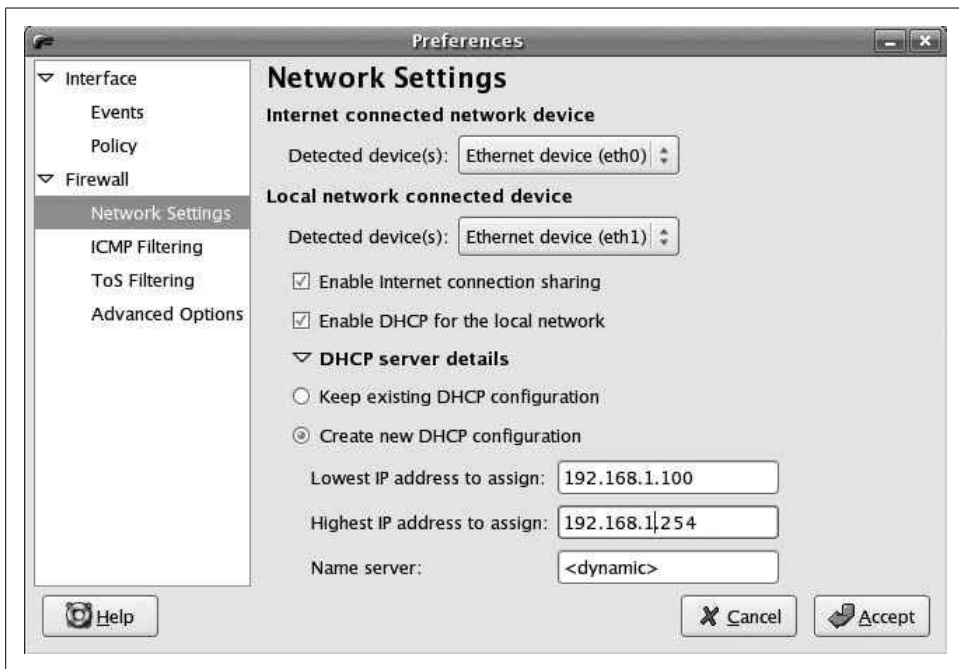 Preferences
Interface
Events
Policy
Firewall
Network Settings
ICMP Filtering
ToS Filtering
Advanced Options
Network Settings
Internet connected network device
Detected device(s): Ethernet device (eth0)
Local network connected device
Detected device(s): Ethernet device (eth1)
Enable Internet connection sharing
Enable DHCP for the local network
DHCP server details
Keep existing DHCP configuration
Create new DHCP configuration
Lowest IP address to assign: 192.168.1.100
Highest IP address to assign: 192.168.1.254
Name server: <dynamic>
Help
Cancel
Accept